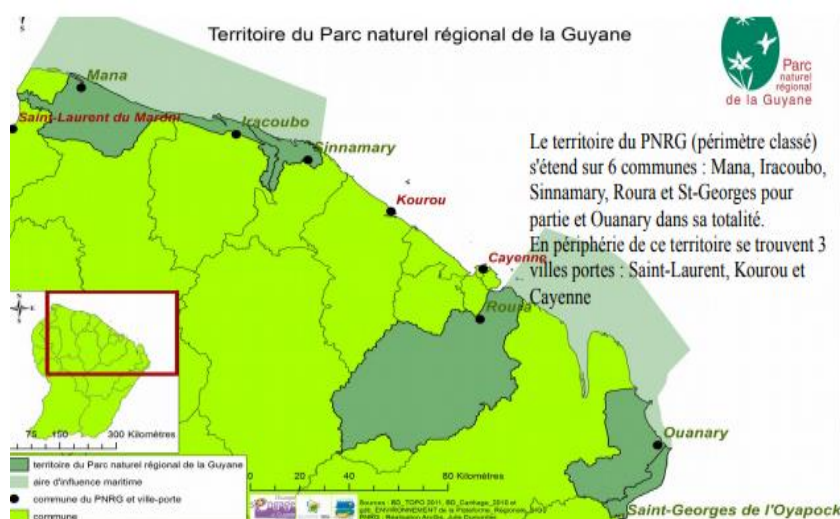 Territoire du Parc naturel régional de la Guyane
Parc
naturel
régional
de la Guyane
Mana
Saint-Laurent du Maroni
Iracoubo
Sinnamary
Kourou
Cayenne
Roura
Ouanary
Saint-Georges de l'Oyapock
Le territoire du PNRG (périmètre classé)
s'étend sur 6 communes : Mana, Iracoubo,
Sinnamary, Roura et St-Georges pour
partie et Ouanary dans sa totalité.
En périphérie de ce territoire se trouvent 3
villes portes : Saint-Laurent, Kourou et
Cayenne
75 150 300 Kilomètres
territoire du Parc naturel régional de la Guyane
aire d'influence maritime
commune du PNRG et ville-porte
commune
0 20 40 80 Kilomètres
Sources : BD_TOPO 2011, BD_Carthage_2010 et